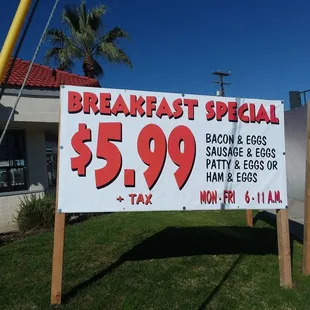 BREAKFAST SPECIAL
$5.99
+ TAX
BACON & EGGS
SAUSAGE & EGGS
PATTY & EGGS OR
HAM & EGGS
MON - FRI 6 - 11 A.M.